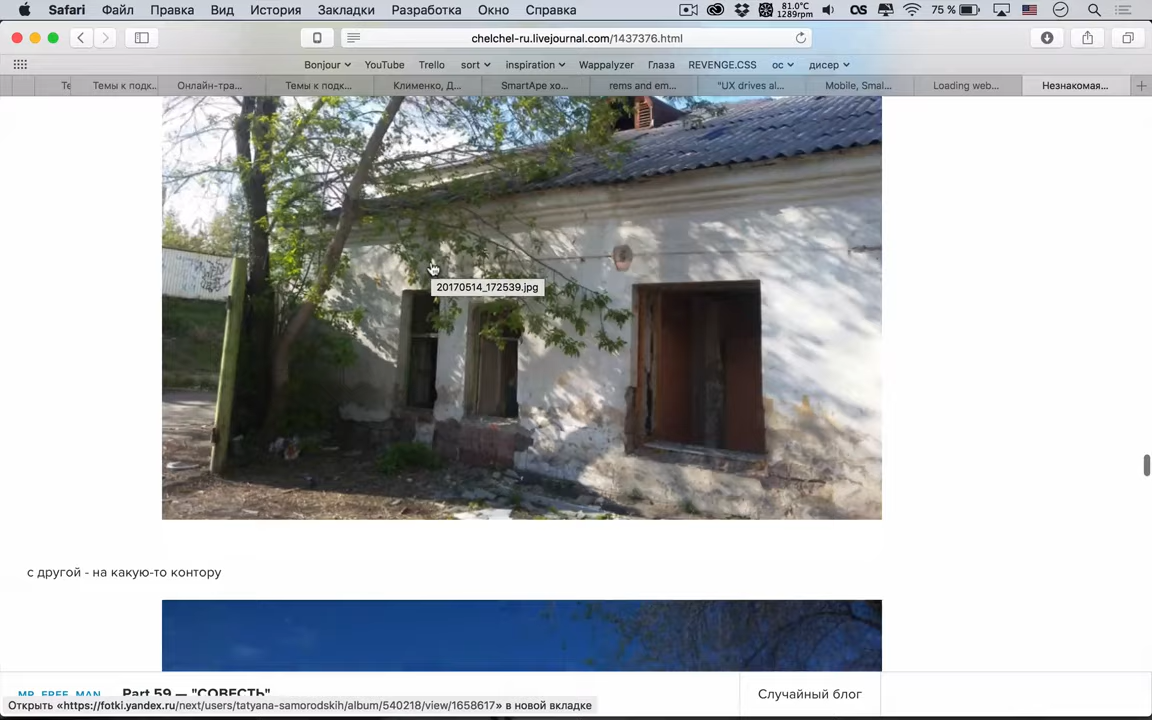 Safari Файл Правка Вид История Закладки Разработка Окно Справка
81.0°C
1289rpm
75 %
chelchel-ru.livejournal.com/1437376.html
Bonjour YouTube Trello sort inspiration Wappalyzer Глаза REVENGE.CSS ос дисер
Те Темы к подк... Онлайн-тра... Темы к подк... Клименко, Д... SmartApe хо... rems and em... "UX drives al... Mobile, Smal... Loading web... Незнакомая...
20170514_172539.jpg
с другой - на какую-то контору
MR_FREE_MAN Part 59 — "СОВЕСТЬ" Случайный блог
Открыть «https://fotki.yandex.ru/next/users/tatyana-samorodskih/album/540218/view/1658617» в новой вкладке